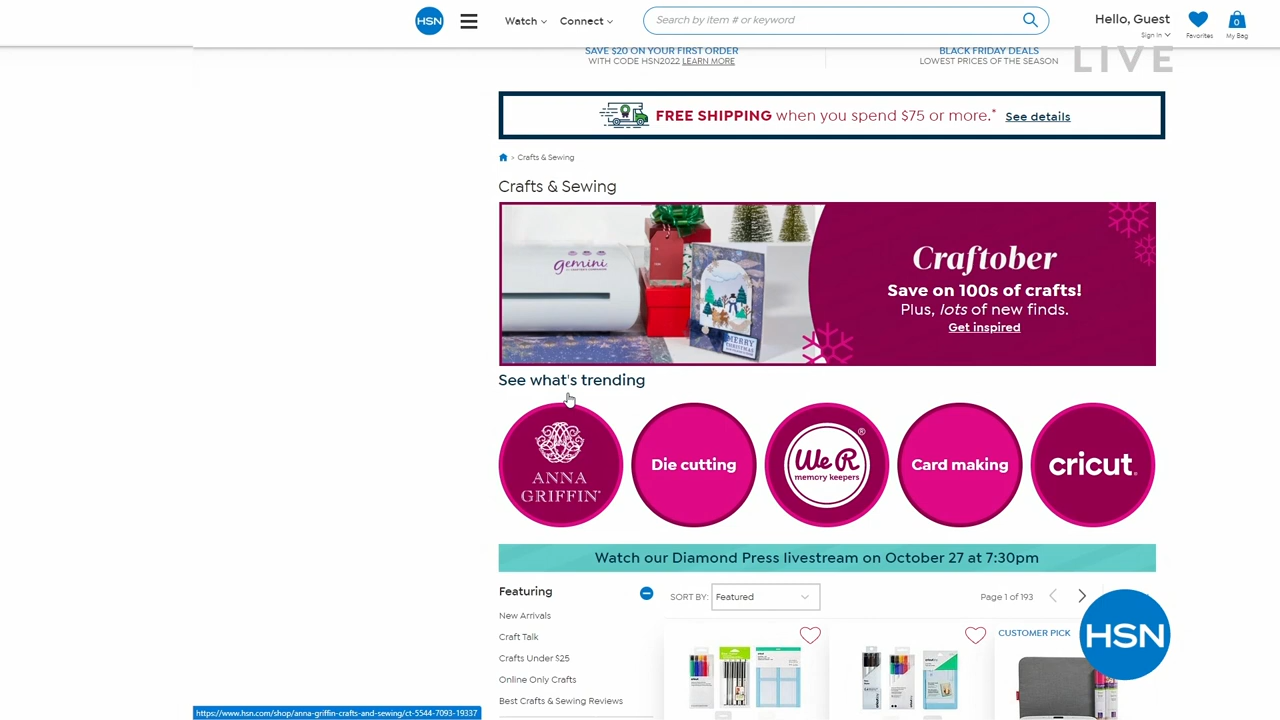 HSN
Watch
Connect
Search by item # or keyword
Hello, Guest
Sign in
Favorites
0
My Bag
SAVE $20 ON YOUR FIRST ORDER
WITH CODE HSN2022 LEARN MORE
BLACK FRIDAY DEALS
LOWEST PRICES OF THE SEASON
LIVE
FREE SHIPPING when you spend $75 or more.* See details
» Crafts & Sewing
Crafts & Sewing
gemini
MERRY
CHRISTMAS
Craftober
Save on 100s of crafts!
Plus, lots of new finds.
Get inspired
See what's trending
ANNA
GRIFFIN®
Die cutting
We R
memory keepers
®
Card making
cricut
Watch our Diamond Press livestream on October 27 at 7:30pm
Featuring
SORT BY: Featured
Page 1 of 193
New Arrivals
Craft Talk
Crafts Under $25
Online Only Crafts
Best Crafts & Sewing Reviews
CUSTOMER PICK
HSN
https://www.hsn.com/shop/anna-griffin-crafts-and-sewing/ct-5544-7093-19337